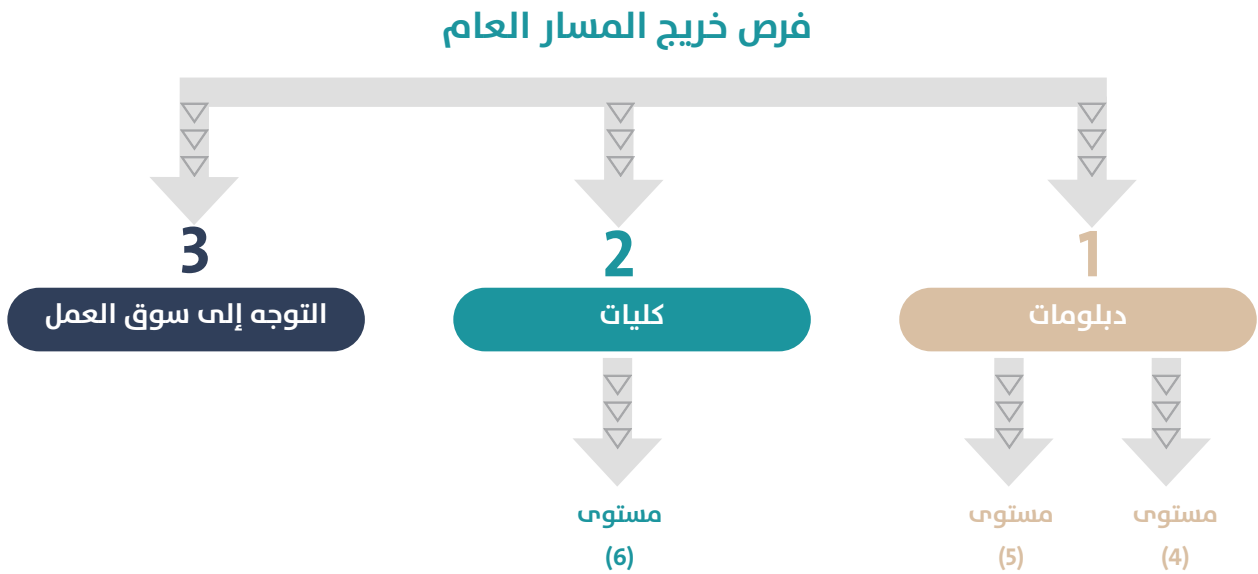 فرص خريج المسار العام
1
دبلومات
مستوى
(4)
مستوى
(5)
2
كليات
مستوى
(6)
3
التوجه إلى سوق العمل